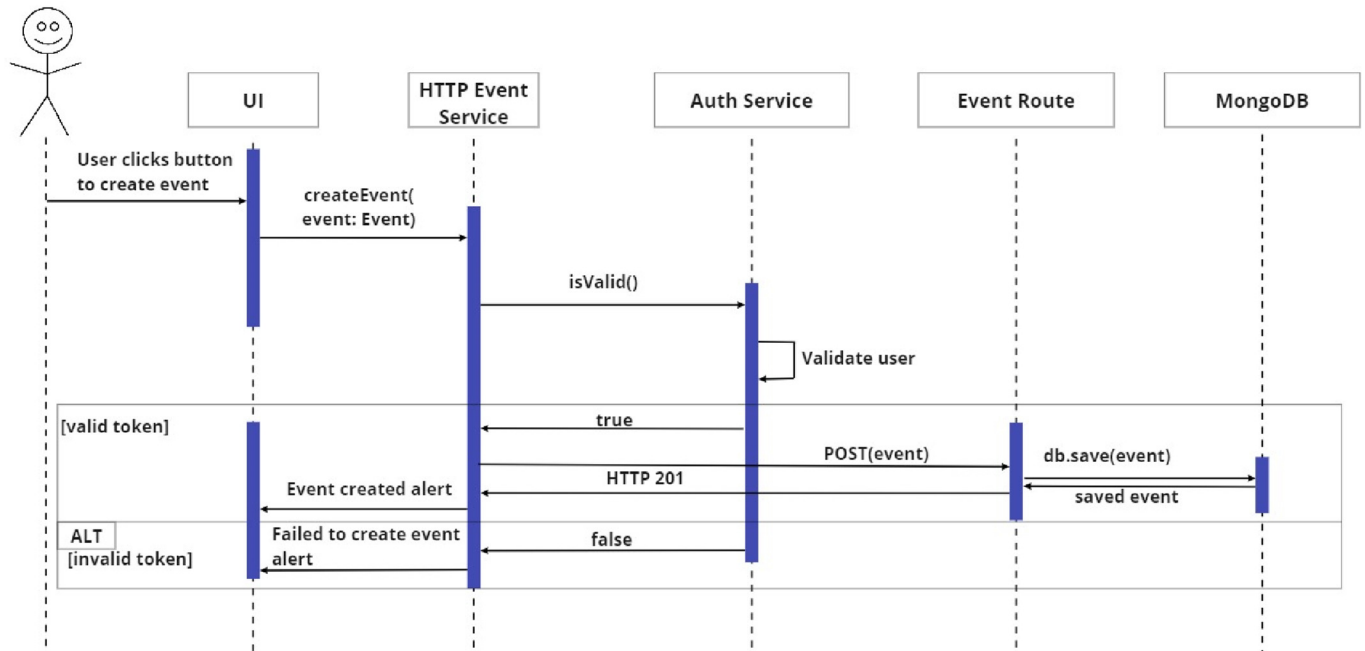 UI
HTTP Event
Service
Auth Service
Event Route
MongoDB
User clicks button
to create event
createEvent(
event: Event)
isValid()
Validate user
[valid token]
true
POST(event)
db.save(event)
HTTP 201
saved event
Event created alert
ALT
[invalid token]
Failed to create event
alert
false